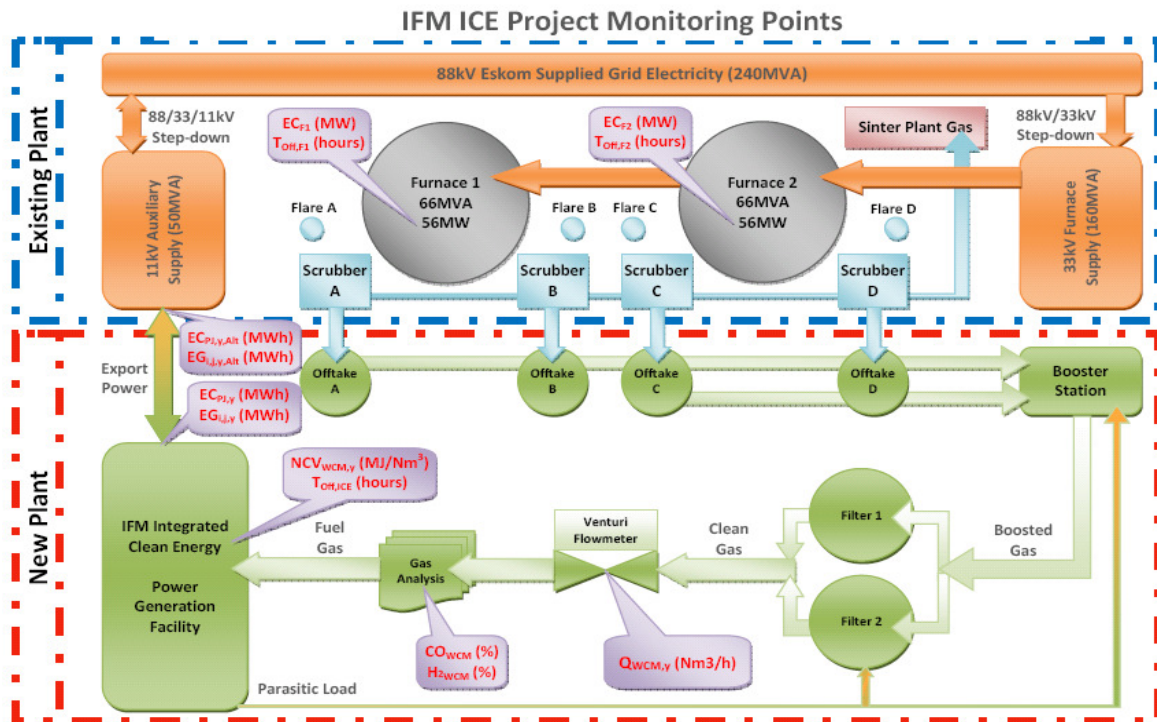 IFM ICE Project Monitoring Points
Existing Plant
88kV Eskom Supplied Grid Electricity (240MVA)
88/33/11kV
Step-down
EC_F1 (MW)
T_Off,F1 (hours)
EC_F2 (MW)
T_Off,F2 (hours)
Sinter Plant Gas
88kV/33kV
Step-down
11kV Auxiliary
Supply (50MVA)
Furnace 1
66MVA
56MW
Furnace 2
66MVA
56MW
33kV Furnace
Supply (160MVA)
Flare A
Flare B
Flare C
Flare D
Scrubber
A
Scrubber
B
Scrubber
C
Scrubber
D
New Plant
EC_PJ,y,Alt (MWh)
EG_i,j,y,Alt (MWh)
Export
Power
EC_PJ,y (MWh)
EG_i,j,y (MWh)
Offtake
A
Offtake
B
Offtake
C
Offtake
D
Booster
Station
NCV_WCM,y (MJ/Nm³)
T_Off,ICE (hours)
IFM Integrated
Clean Energy
Power
Generation
Facility
Fuel
Gas
Gas
Analysis
Venturi
Flowmeter
Clean
Gas
Filter 1
Filter 2
Boosted
Gas
CO_WCM (%)
H2_WCM (%)
Q_WCM,y (Nm3/h)
Parasitic Load